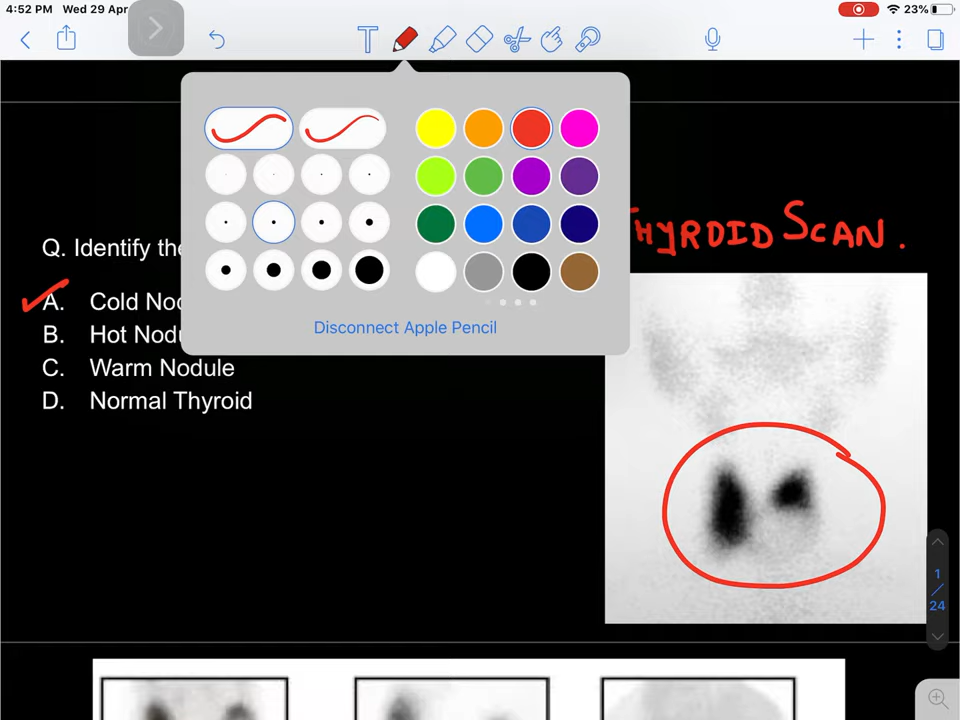 4:52 PM Wed 29 Apr
23%
T
Disconnect Apple Pencil
THYROID SCAN.
Q. Identify the
A. Cold Nod
B. Hot Nodu
C. Warm Nodule
D. Normal Thyroid
1
/
24